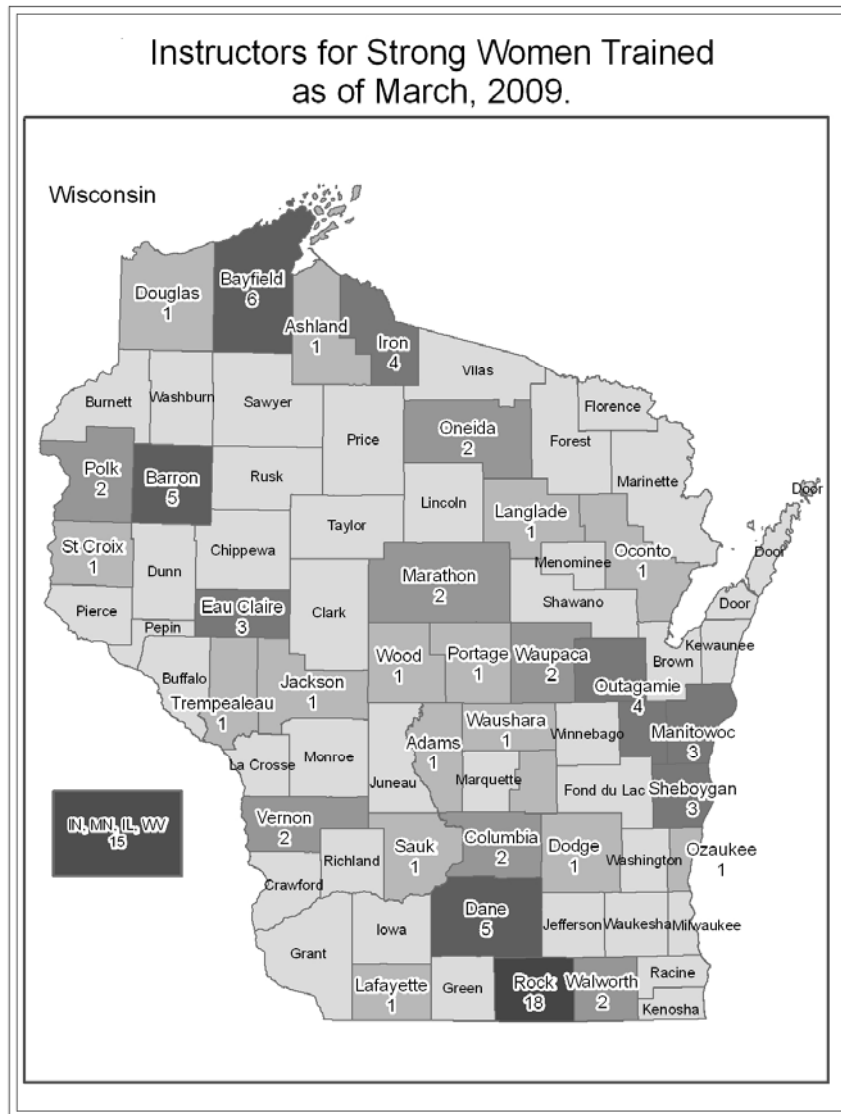 Instructors for Strong Women Trained
as of March, 2009.
Wisconsin
Douglas
1
Bayfield
6
Ashland
1
Iron
4
Vilas
Burnett
Washburn
Sawyer
Price
Oneida
2
Forest
Florence
Marinette
Polk
2
Barron
5
Rusk
Lincoln
Langlade
1
Oconto
1
Door
Door
Door
St Croix
1
Dunn
Chippewa
Taylor
Marathon
2
Menominee
Shawano
Pierce
Pepin
Eau Claire
3
Clark
Buffalo
Trempealeau
1
Jackson
1
Wood
1
Portage
1
Waupaca
2
Outagamie
4
Brown
Kewaunee
La Crosse
Monroe
Juneau
Adams
1
Waushara
1
Marquette
Winnebago
Manitowoc
3
Fond du Lac
Sheboygan
3
IN, MN, IL, WV
15
Vernon
2
Richland
Sauk
1
Columbia
2
Dodge
1
Washington
Ozaukee
1
Crawford
Grant
Iowa
Dane
5
Jefferson
Waukesha
Milwaukee
Lafayette
1
Green
Rock
18
Walworth
2
Racine
Kenosha